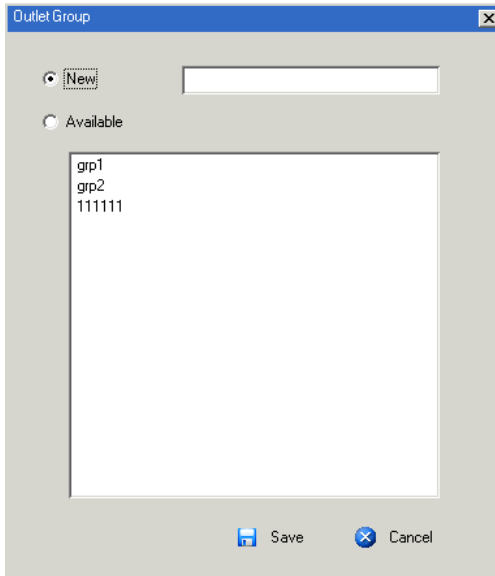 Outlet Group
New
Available
grp1
grp2
111111
Save Cancel